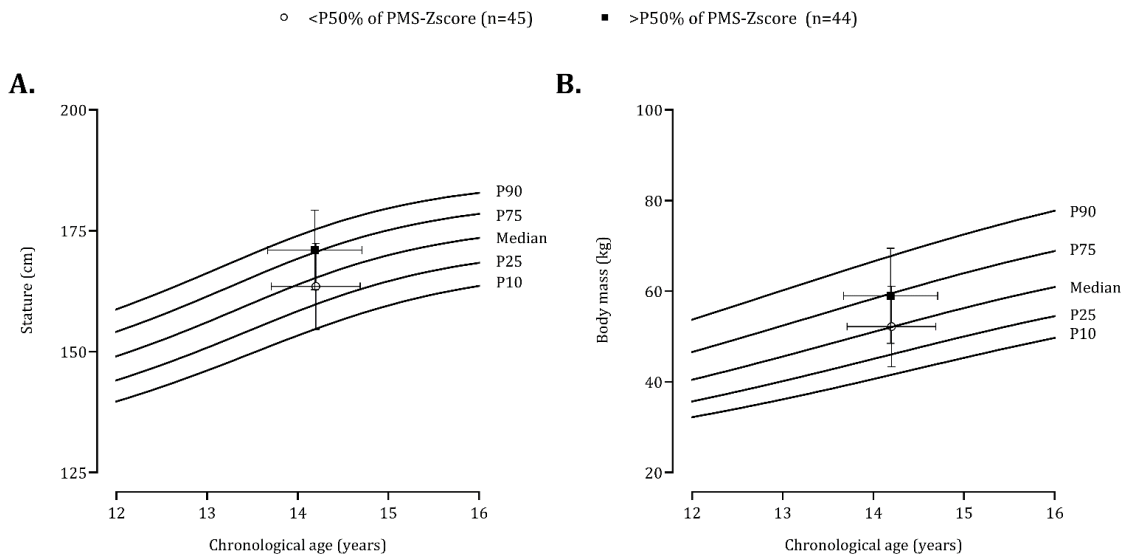 <P50% of PMS-Zscore (n=45)
>P50% of PMS-Zscore (n=44)
A.
B.
200
175
150
125
Stature (cm)
P90
P75
Median
P25
P10
12 13 14 15 16
Chronological age (years)
100
80
60
40
20
Body mass (kg)
P90
P75
Median
P25
P10
12 13 14 15 16
Chronological age (years)